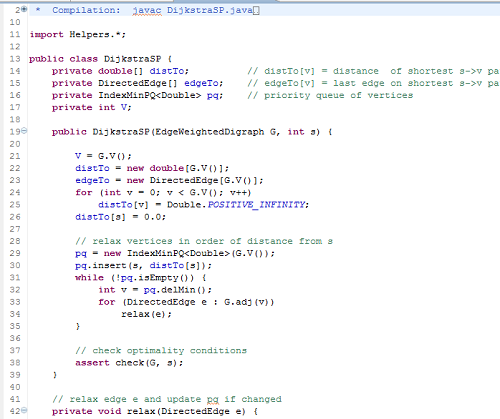 2 * Compilation: javac DijkstraSP.java
10
11 import Helpers.*;
12
13 public class DijkstraSP {
14 private double[] distTo; // distTo[v] = distance of shortest s->v pa
15 private DirectedEdge[] edgeTo; // edgeTo[v] = last edge on shortest s->v pa
16 private IndexMinPQ<Double> pq; // priority queue of vertices
17 private int V;
18
19 public DijkstraSP(EdgeWeightedDigraph G, int s) {
20
21 V = G.V();
22 distTo = new double[G.V()];
23 edgeTo = new DirectedEdge[G.V()];
24 for (int v = 0; v < G.V(); v++)
25 distTo[v] = Double.POSITIVE_INFINITY;
26 distTo[s] = 0.0;
27
28 // relax vertices in order of distance from s
29 pq = new IndexMinPQ<Double>(G.V());
30 pq.insert(s, distTo[s]);
31 while (!pq.isEmpty()) {
32 int v = pq.delMin();
33 for (DirectedEdge e : G.adj(v))
34 relax(e);
35 }
36
37 // check optimality conditions
38 assert check(G, s);
39 }
40
41 // relax edge e and update pq if changed
42 private void relax(DirectedEdge e) {